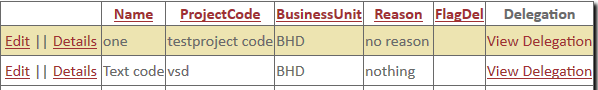 Name ProjectCode BusinessUnit Reason FlagDel Delegation
Edit || Details one testproject code BHD no reason View Delegation
Edit || Details Text code vsd BHD nothing View Delegation